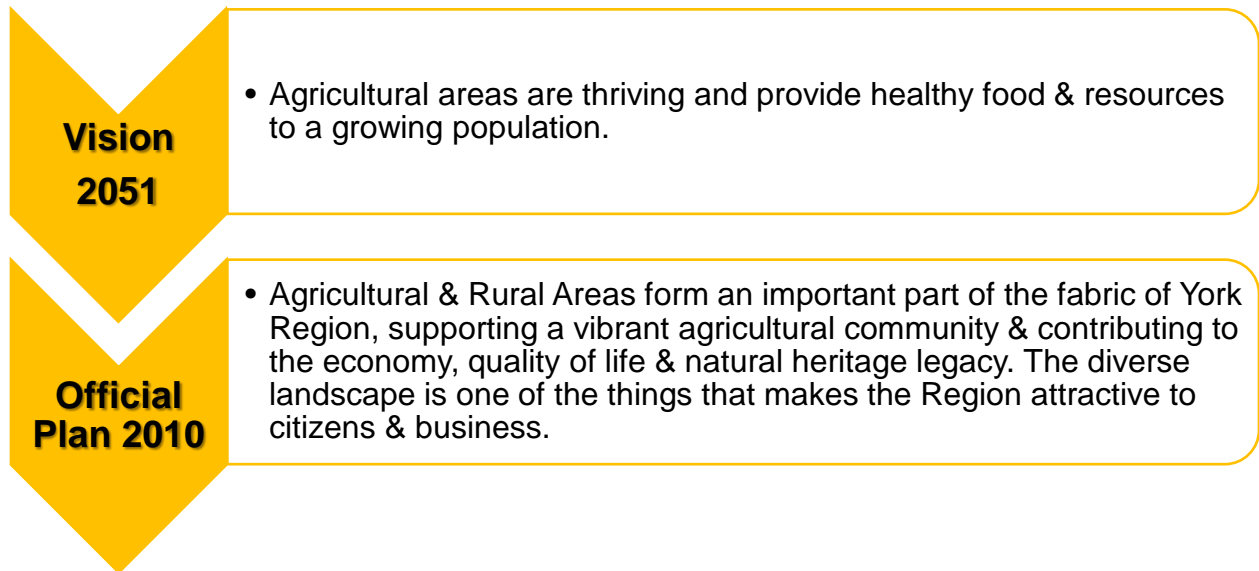 Vision
2051
• Agricultural areas are thriving and provide healthy food & resources
to a growing population.
Official
Plan 2010
• Agricultural & Rural Areas form an important part of the fabric of York
Region, supporting a vibrant agricultural community & contributing to
the economy, quality of life & natural heritage legacy. The diverse
landscape is one of the things that makes the Region attractive to
citizens & business.